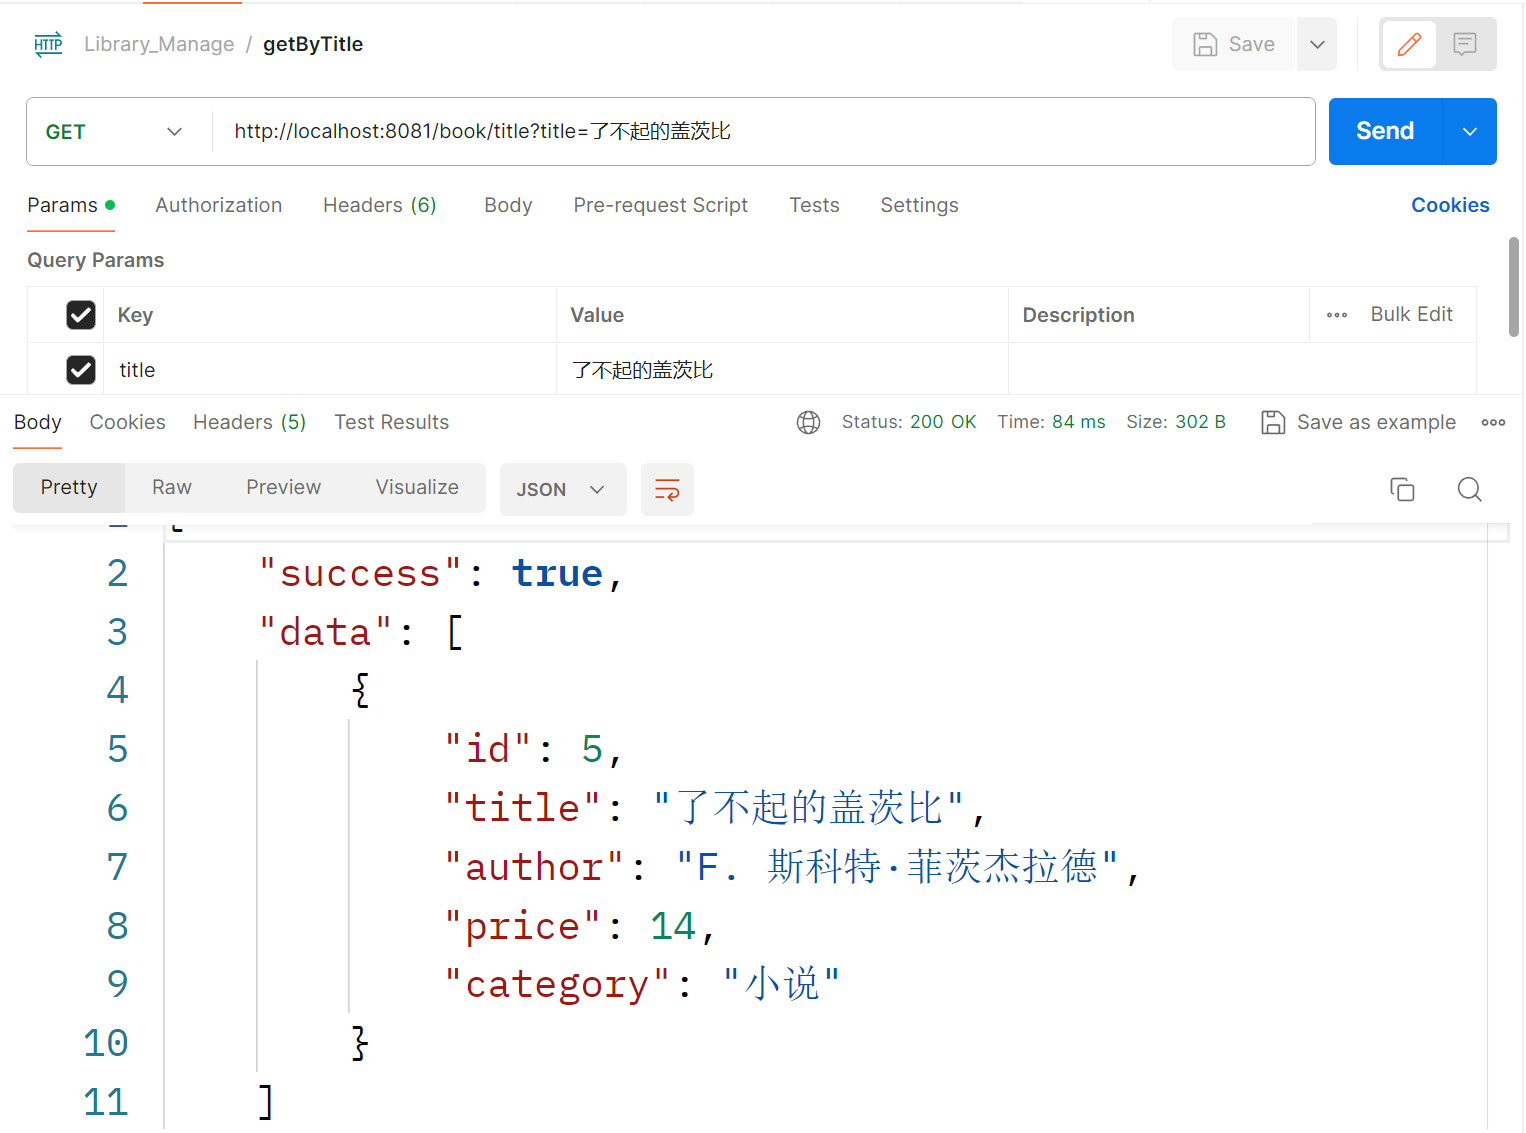 HTTP Library_Manage / getByTitle Save
GET http://localhost:8081/book/title?title=了不起的盖茨比 Send
Params Authorization Headers (6) Body Pre-request Script Tests Settings Cookies
Query Params
Key Value Description Bulk Edit
title 了不起的盖茨比
Body Cookies Headers (5) Test Results Status: 200 OK Time: 84 ms Size: 302 B Save as example
Pretty Raw Preview Visualize JSON
2 "success": true,
3 "data": [
4 {
5 "id": 5,
6 "title": "了不起的盖茨比",
7 "author": "F. 斯科特·菲茨杰拉德",
8 "price": 14,
9 "category": "小说"
10 }
11 ]